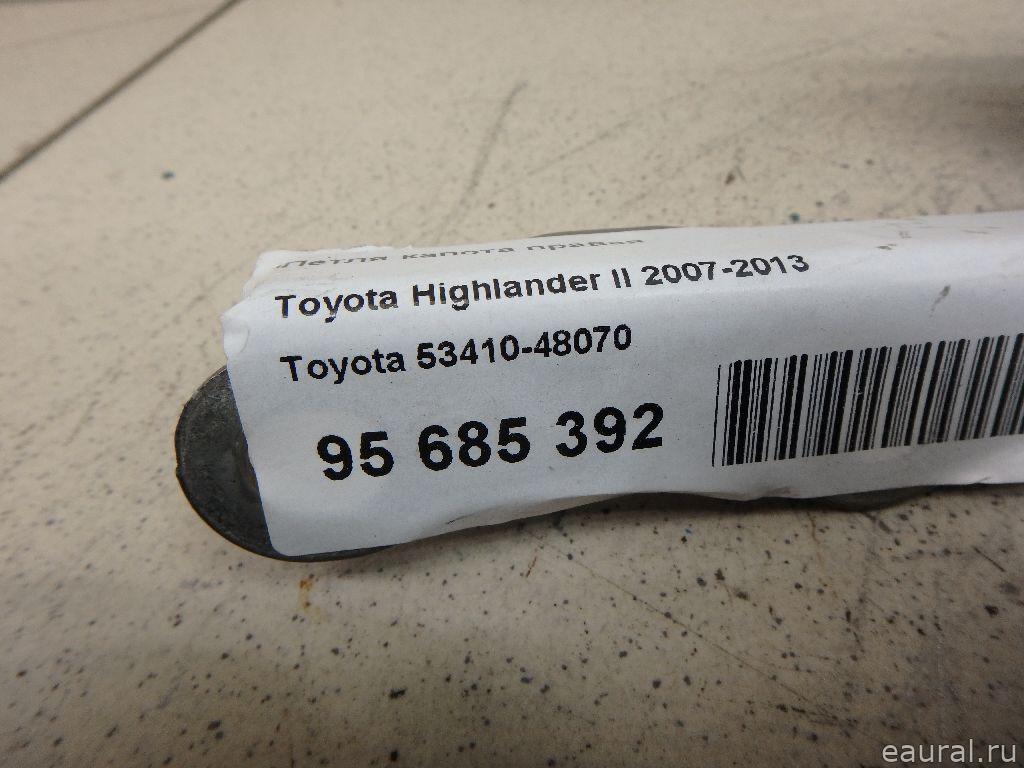 Петля капота правая
Toyota Highlander II 2007-2013
Toyota 53410-48070
95 685 392
eaural.ru